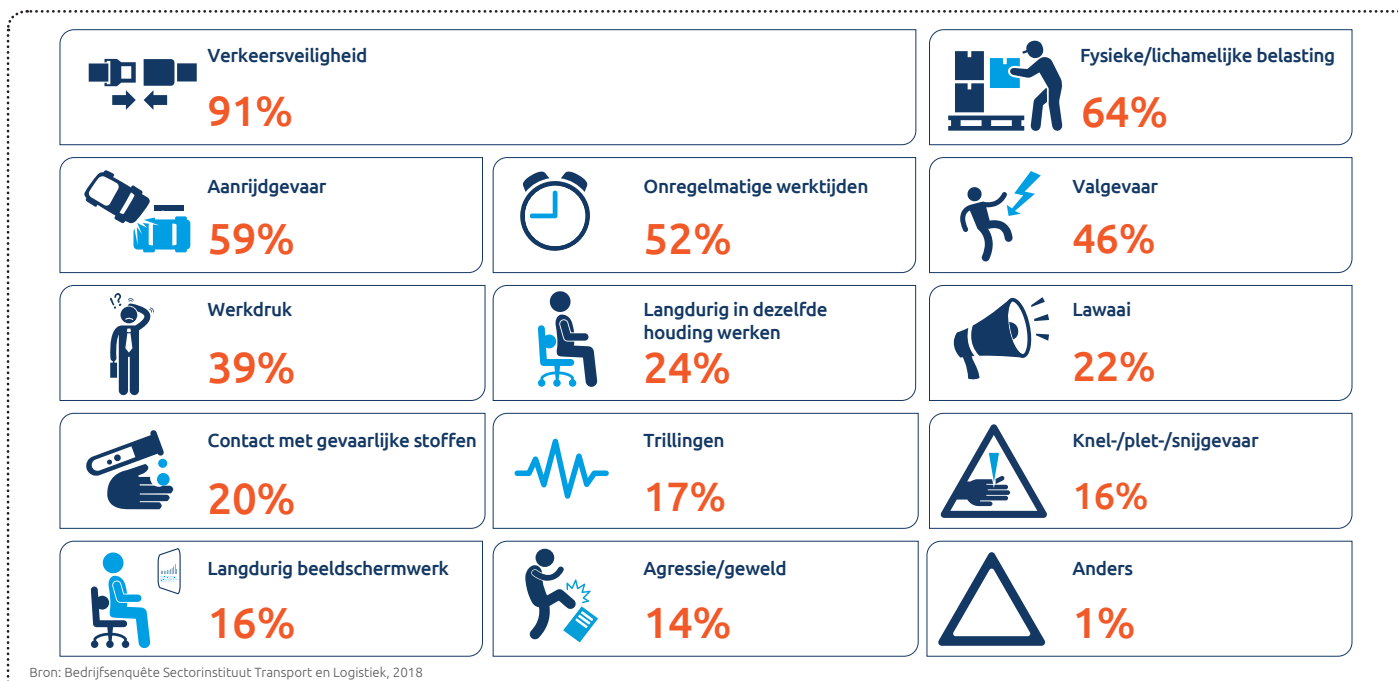 Verkeersveiligheid
91%
Fysieke/lichamelijke belasting
64%
Aanrijdgevaar
59%
Onregelmatige werktijden
52%
Valgevaar
46%
!?
Werkdruk
39%
Langdurig in dezelfde
houding werken
24%
Lawaai
22%
Contact met gevaarlijke stoffen
20%
Trillingen
17%
Knel-/plet-/snijgevaar
16%
Langdurig beeldschermwerk
16%
Agressie/geweld
14%
Anders
1%
Bron: Bedrijfsenquête Sectorinstituut Transport en Logistiek, 2018